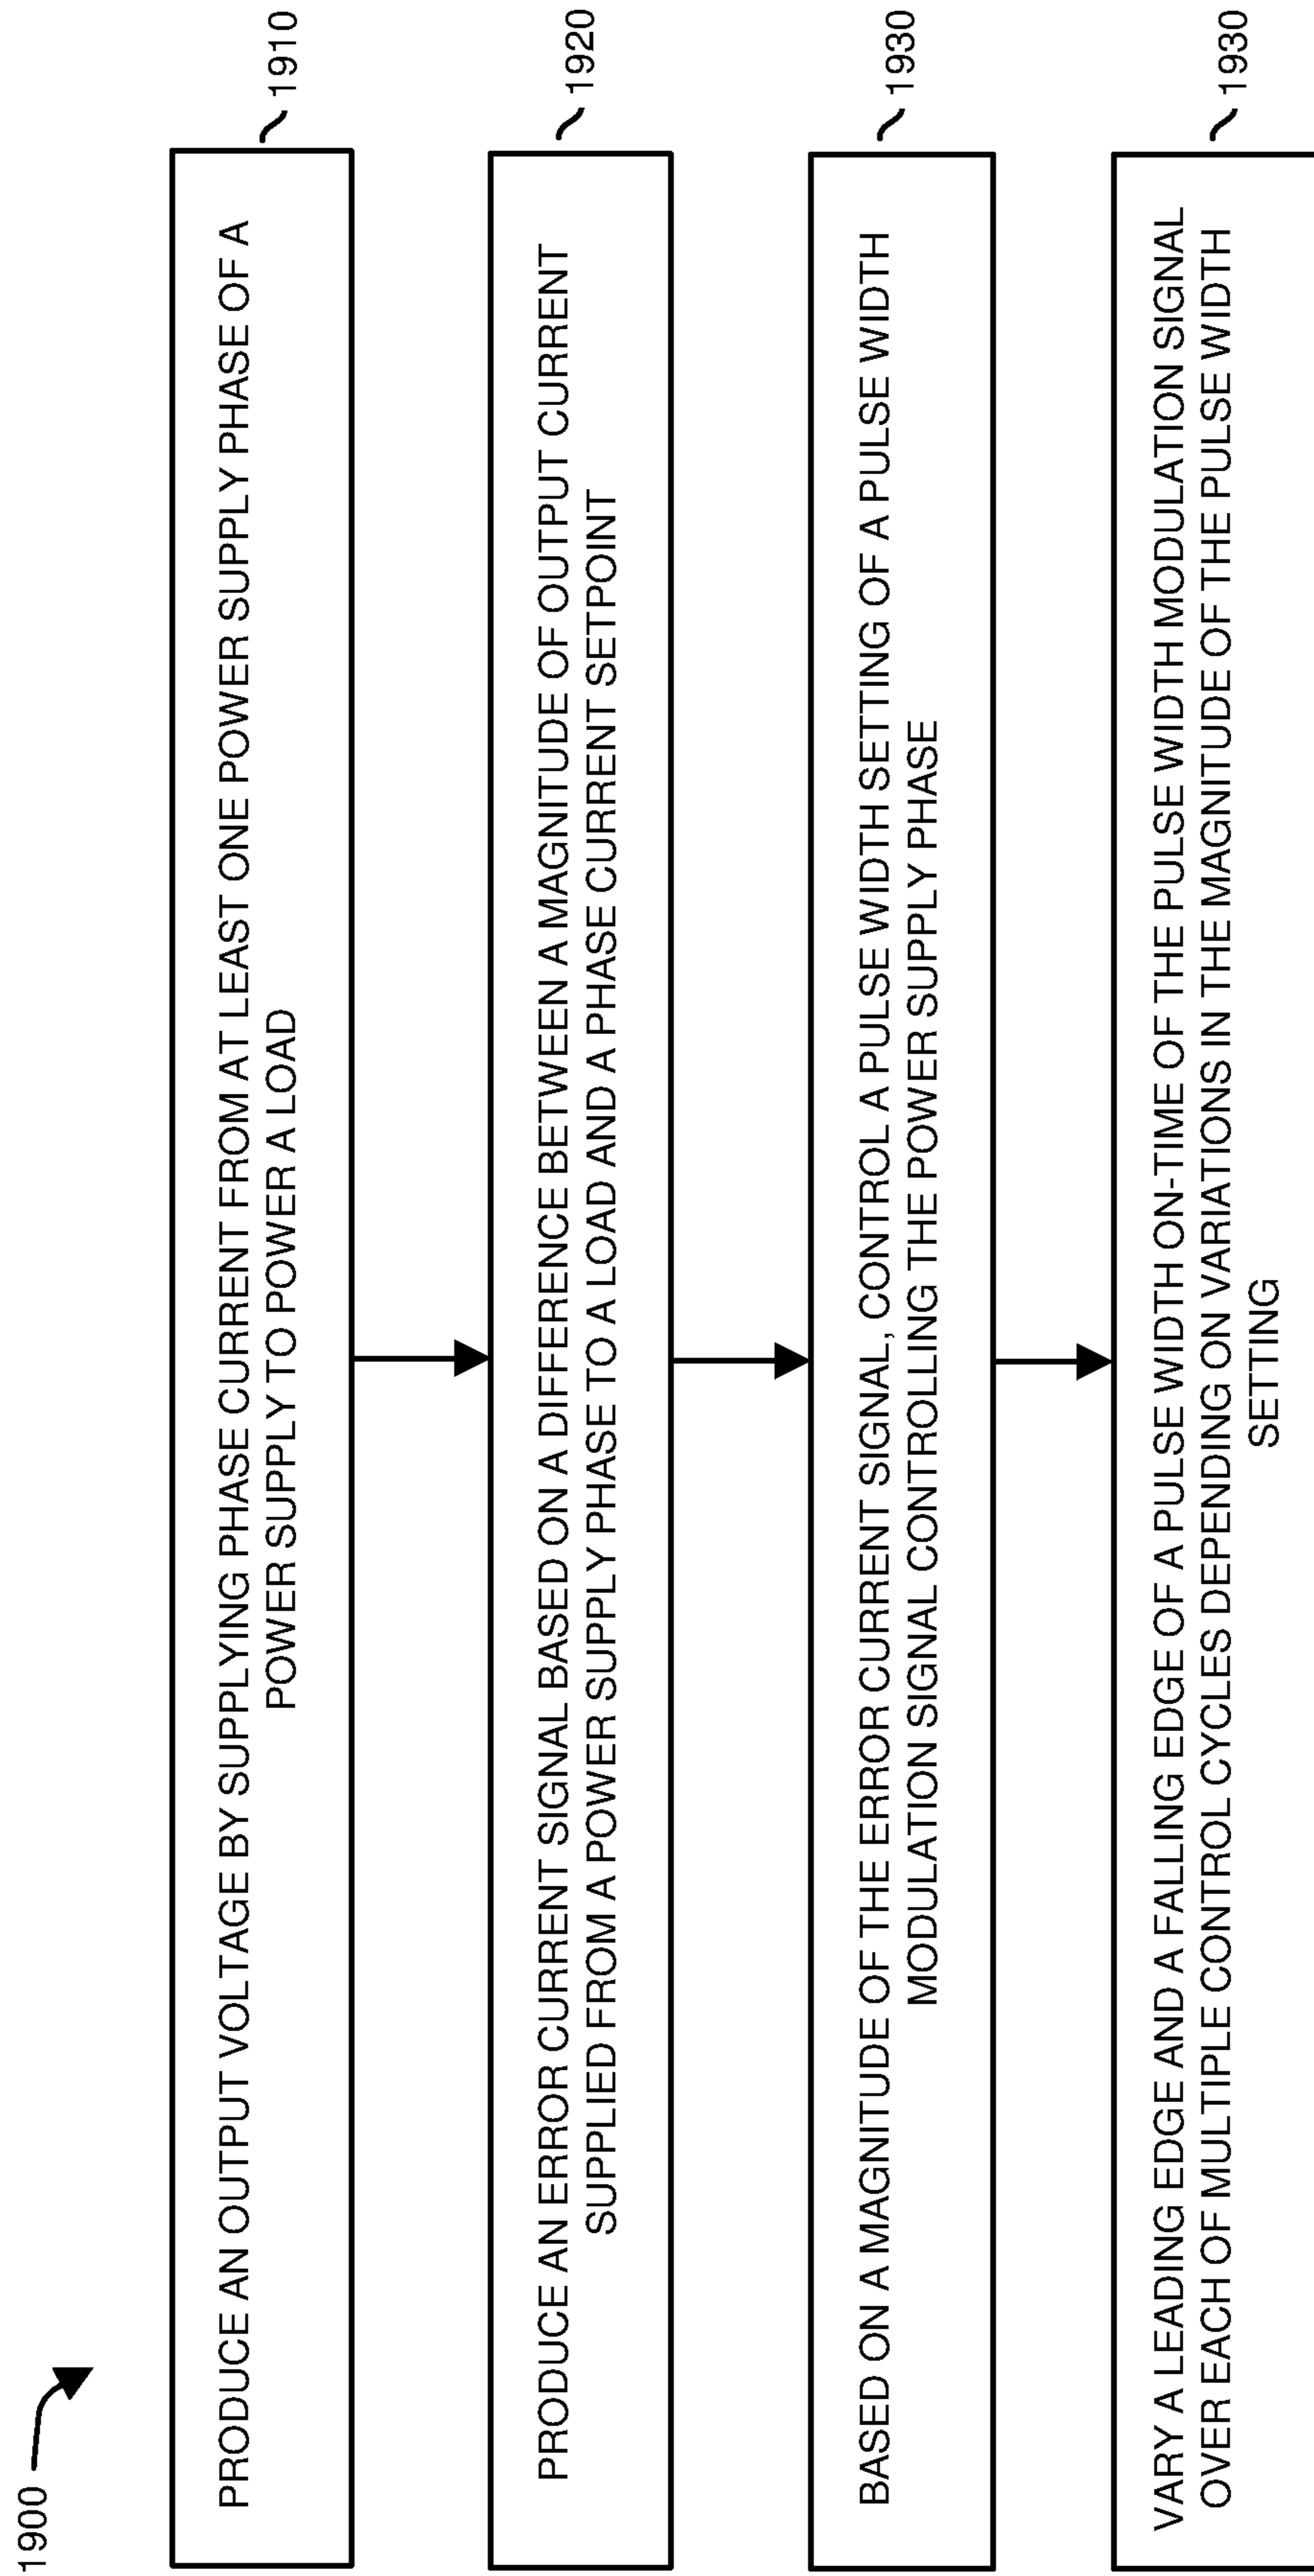 1900
PRODUCE AN OUTPUT VOLTAGE BY SUPPLYING PHASE CURRENT FROM AT LEAST ONE POWER SUPPLY PHASE OF A
POWER SUPPLY TO POWER A LOAD
1910
PRODUCE AN ERROR CURRENT SIGNAL BASED ON A DIFFERENCE BETWEEN A MAGNITUDE OF OUTPUT CURRENT
SUPPLIED FROM A POWER SUPPLY PHASE TO A LOAD AND A PHASE CURRENT SETPOINT
1920
BASED ON A MAGNITUDE OF THE ERROR CURRENT SIGNAL, CONTROL A PULSE WIDTH SETTING OF A PULSE WIDTH
MODULATION SIGNAL CONTROLLING THE POWER SUPPLY PHASE
1930
VARY A LEADING EDGE AND A FALLING EDGE OF A PULSE WIDTH ON-TIME OF THE PULSE WIDTH MODULATION SIGNAL
OVER EACH OF MULTIPLE CONTROL CYCLES DEPENDING ON VARIATIONS IN THE MAGNITUDE OF THE PULSE WIDTH
SETTING
1930